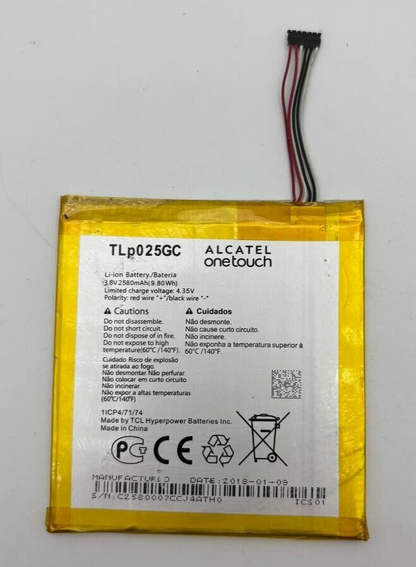 TLp025GC
ALCATEL
onetouch
Li-ion Battery/Bateria
3.8V 2580mAh(9.80Wh)
Limited charge voltage: 4.35V
Polarity: red wire "+"/black wire "-"
Cautions
Do not disassemble.
Do not short circuit.
Do not dispose of in fire.
Do not expose to high
temperature(60°C /140°F)
Cuidado Risco de explosão
se atirada ao fogo
Não desmontar Não perfurar
Não colocar em curto circuito
Não incinerar
Não expor a altas temperaturas
(60°C/140°F)
Cuidados
Não desmonte.
Não cause curto circuito.
Não incinere.
Não exponha a temperatura superior à
60°C /140°F.
1ICP4/71/74
Made by TCL Hyperpower Batteries Inc.
Made in China
PG CE
MANUFACTURED DATE:2018-01-09
S/N:C2580007CCJ4ATH0 ICS01